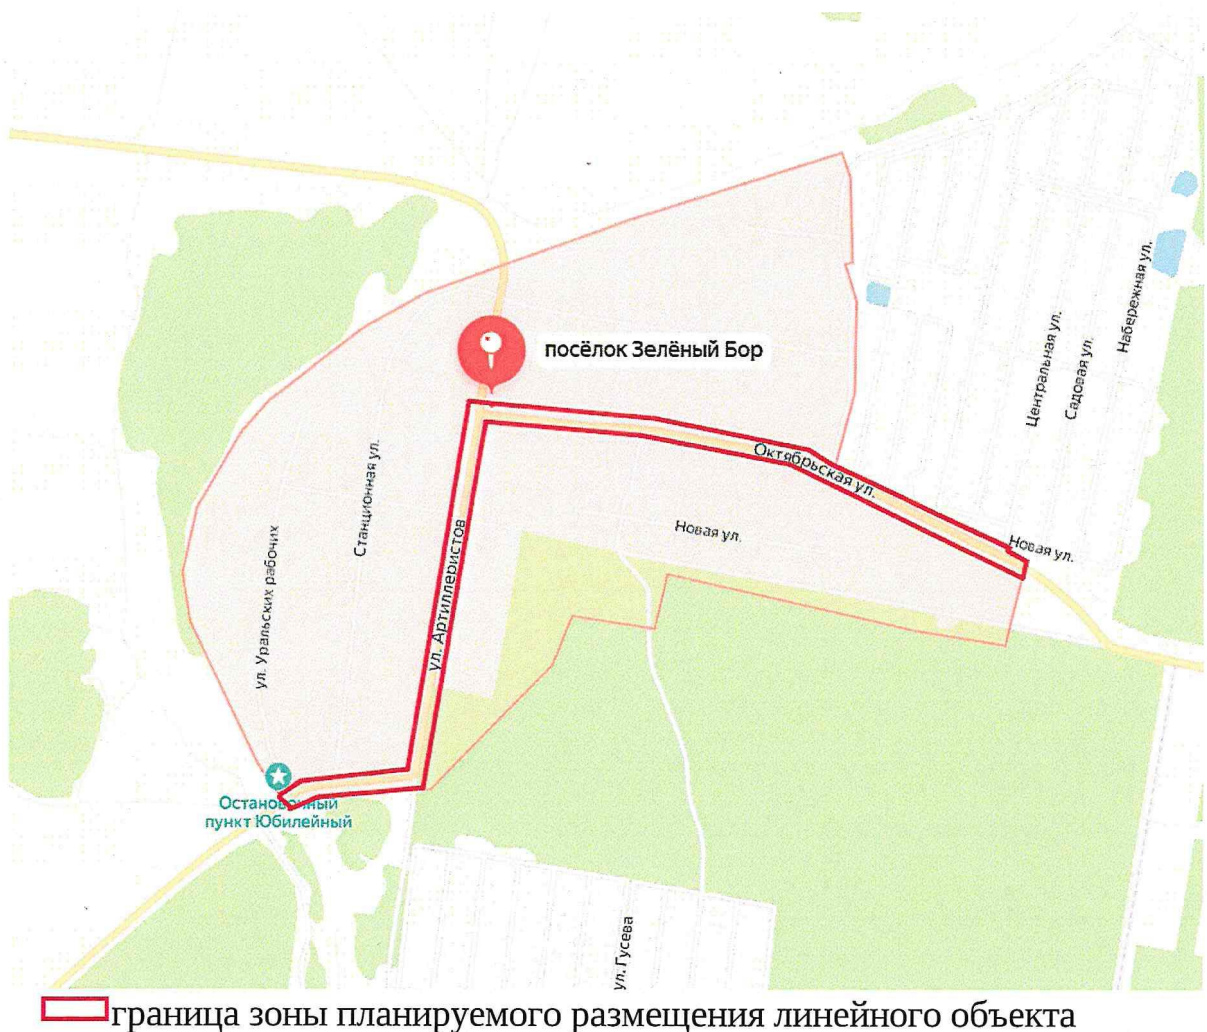 Набережная ул.
посёлок Зелёный Бор
Центральная ул.
Садовая ул.
Октябрьская ул.
Станционная ул.
Новая ул.
Новая ул.
ул. Уральских рабочих
ул. Артиллеристов
Остановочный
пункт Юбилейный
ул. Гусева
граница зоны планируемого размещения линейного объекта